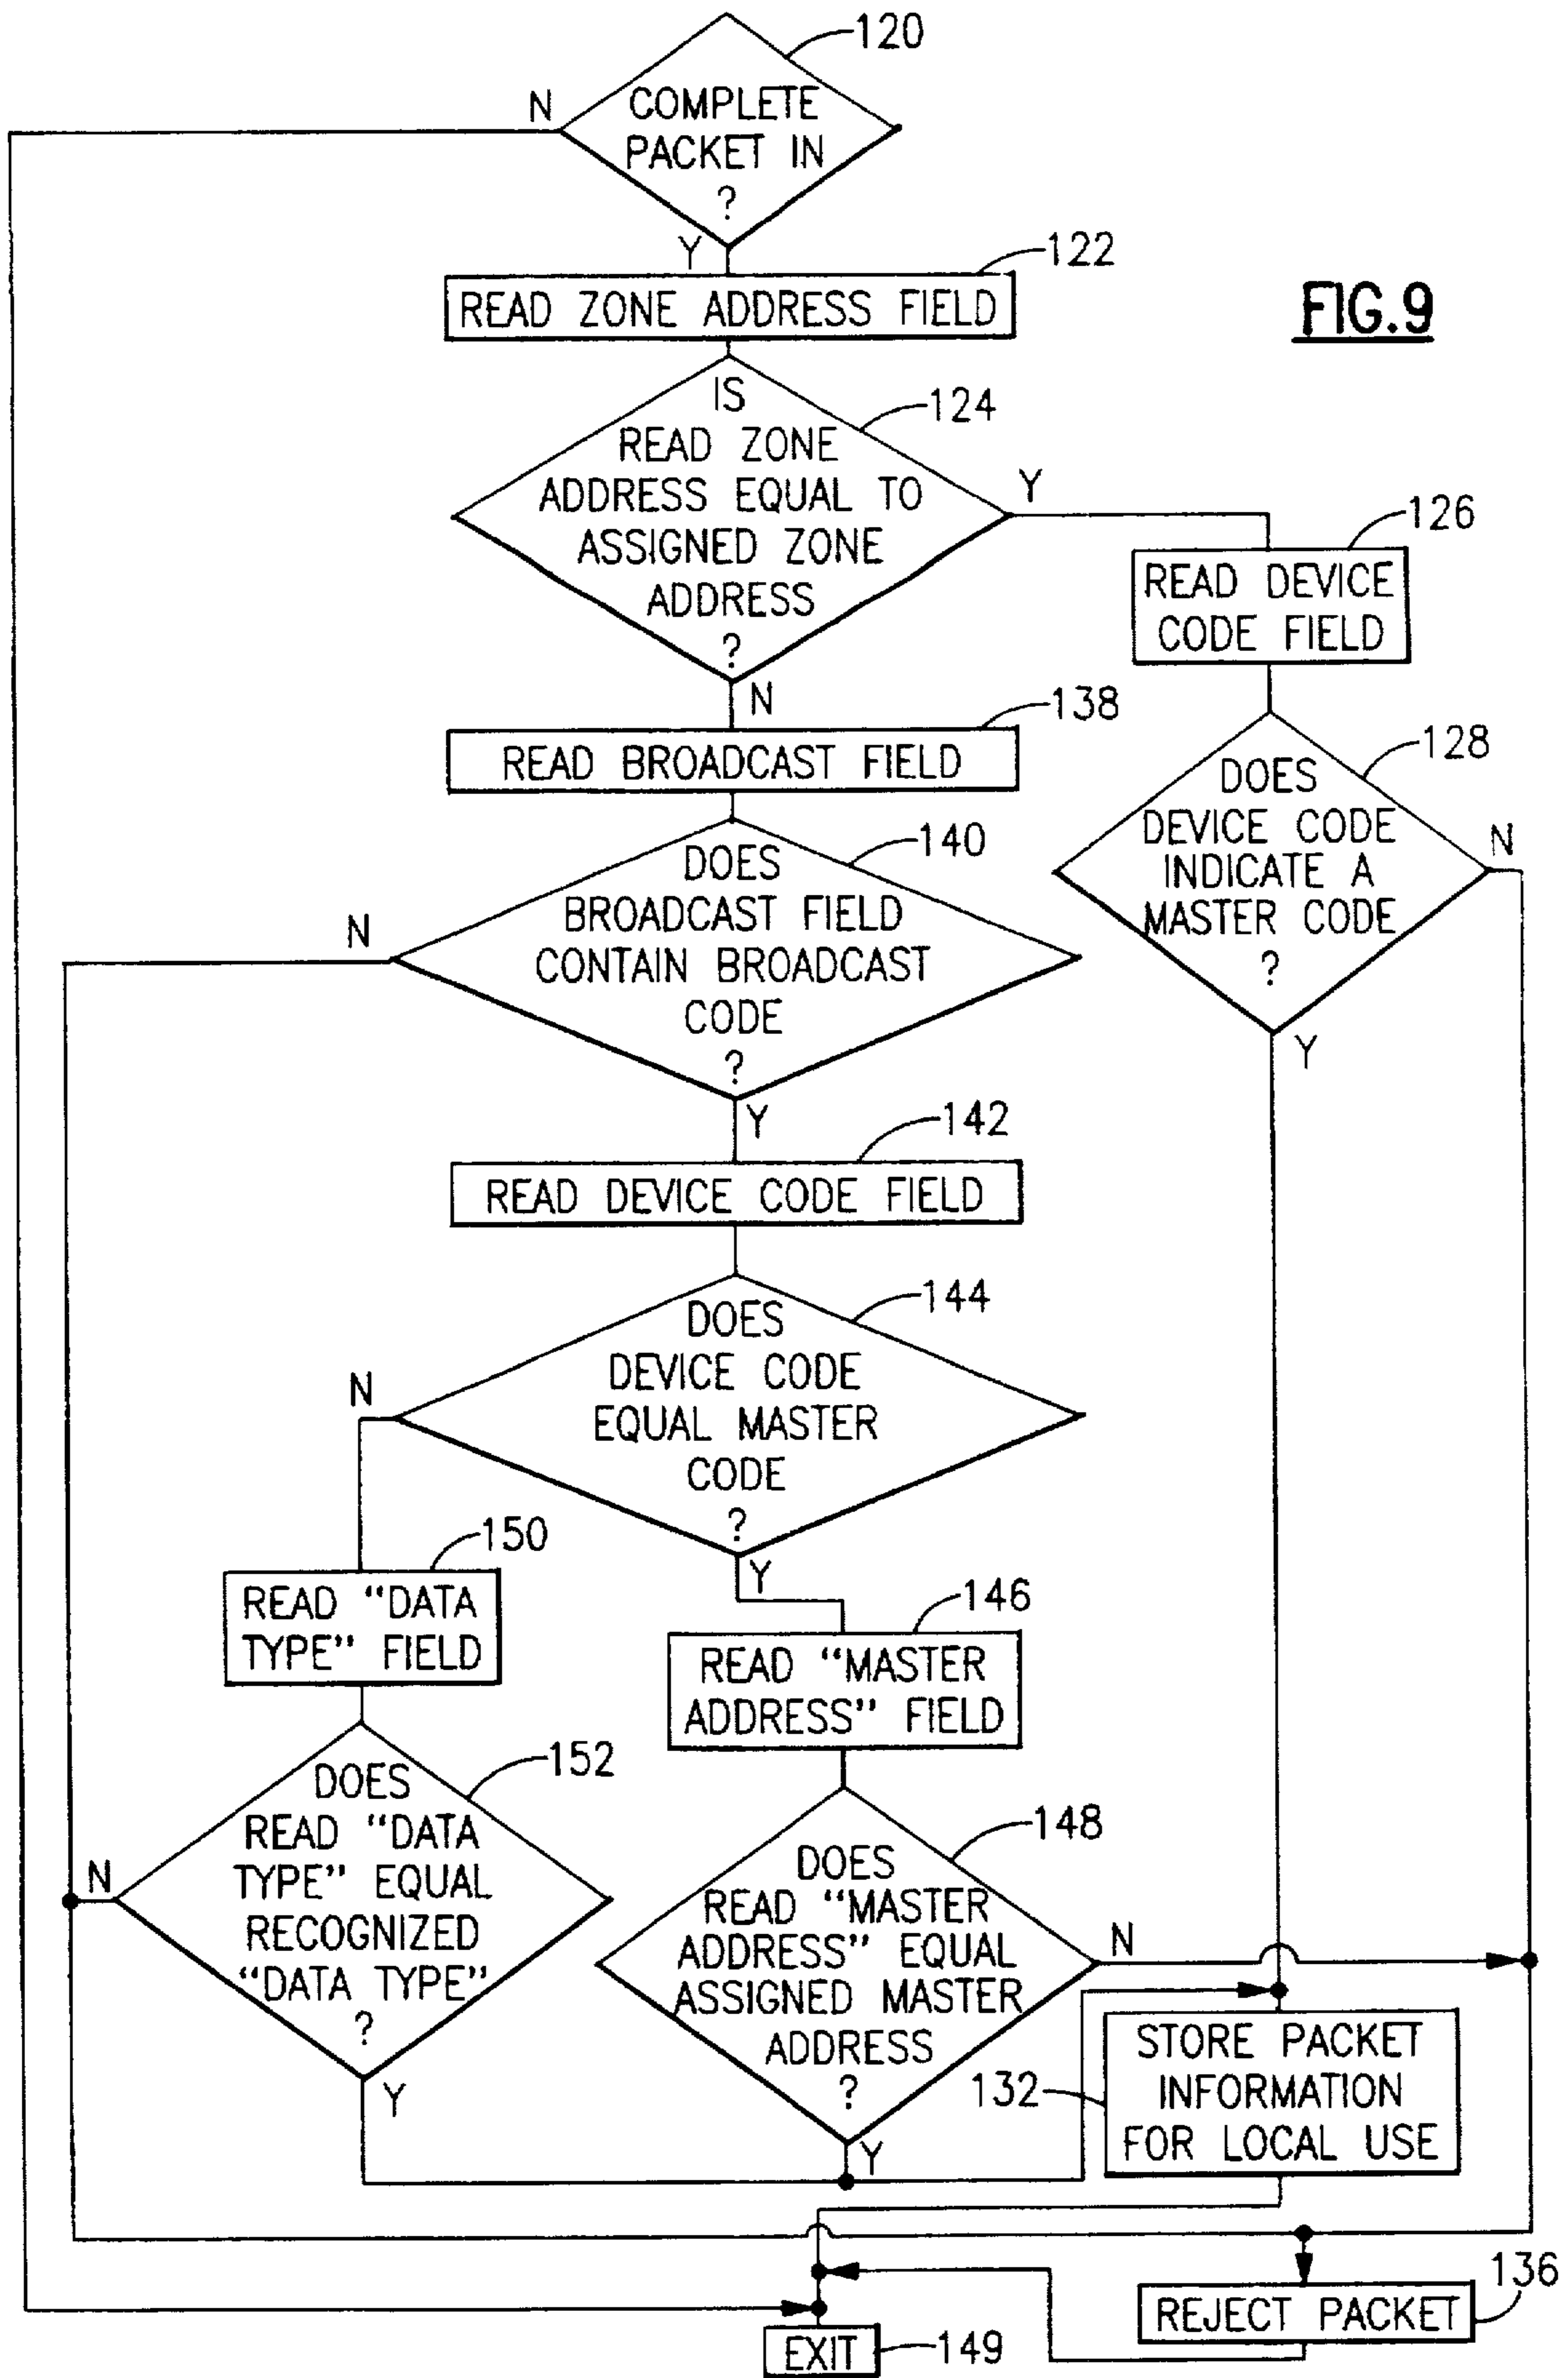 120
N
COMPLETE
PACKET IN
?
Y
122
READ ZONE ADDRESS FIELD
FIG.9
IS
READ ZONE
ADDRESS EQUAL TO
ASSIGNED ZONE
ADDRESS
?
124
Y
126
READ DEVICE
CODE FIELD
N
138
READ BROADCAST FIELD
128
DOES
DEVICE CODE
INDICATE A
MASTER CODE
?
N
Y
140
DOES
BROADCAST FIELD
CONTAIN BROADCAST
CODE
?
N
Y
142
READ DEVICE CODE FIELD
144
DOES
DEVICE CODE
EQUAL MASTER
CODE
?
N
Y
150
READ “DATA
TYPE” FIELD
146
READ “MASTER
ADDRESS” FIELD
152
DOES
READ “DATA
TYPE” EQUAL
RECOGNIZED
“DATA TYPE”
?
N
Y
148
DOES
READ “MASTER
ADDRESS” EQUAL
ASSIGNED MASTER
ADDRESS
?
N
Y
132
STORE PACKET
INFORMATION
FOR LOCAL USE
136
REJECT PACKET
EXIT
149